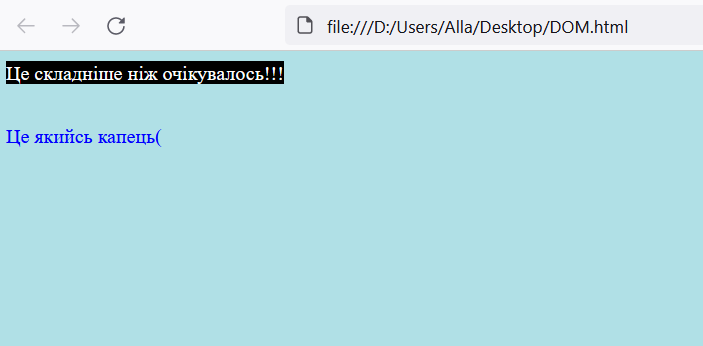 file:///D:/Users/Alla/Desktop/DOM.html
Це складніше ніж очікувалось!!!
Це якийсь капець(